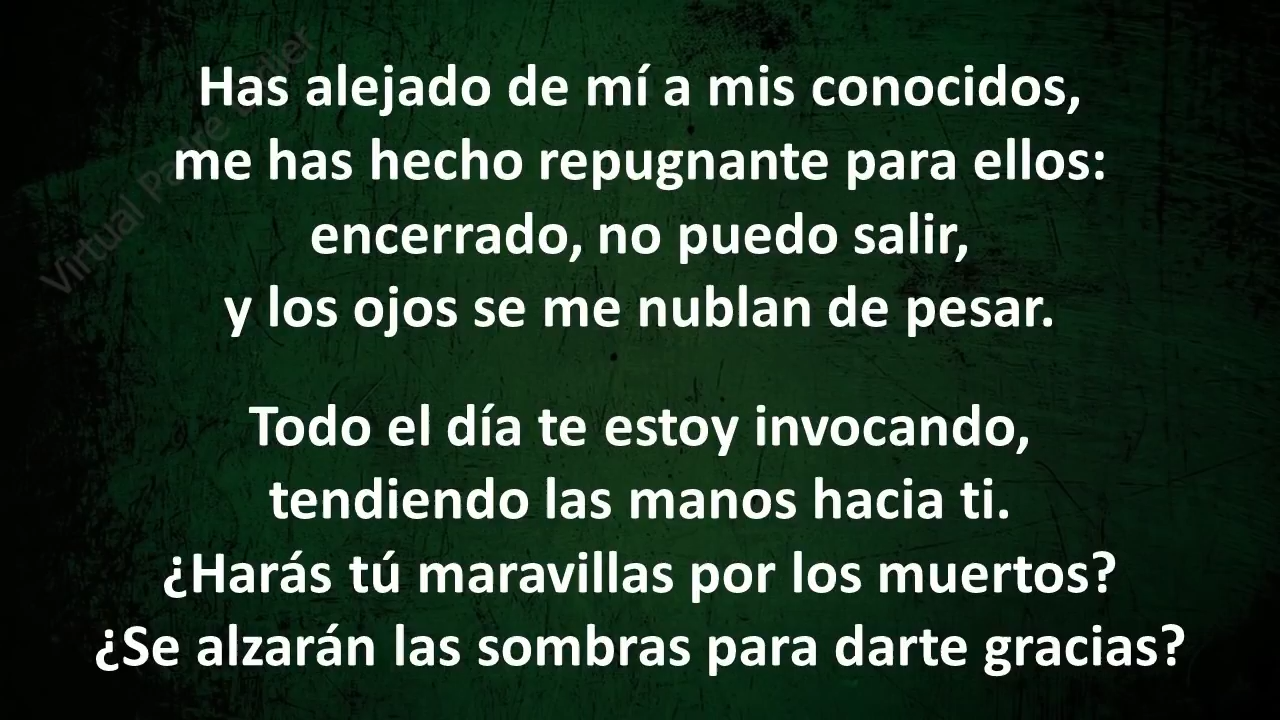 Has alejado de mí a mis conocidos,
me has hecho repugnante para ellos:
encerrado, no puedo salir,
y los ojos se me nublan de pesar.
Todo el día te estoy invocando,
tendiendo las manos hacia ti.
¿Harás tú maravillas por los muertos?
¿Se alzarán las sombras para darte gracias?
Virtual